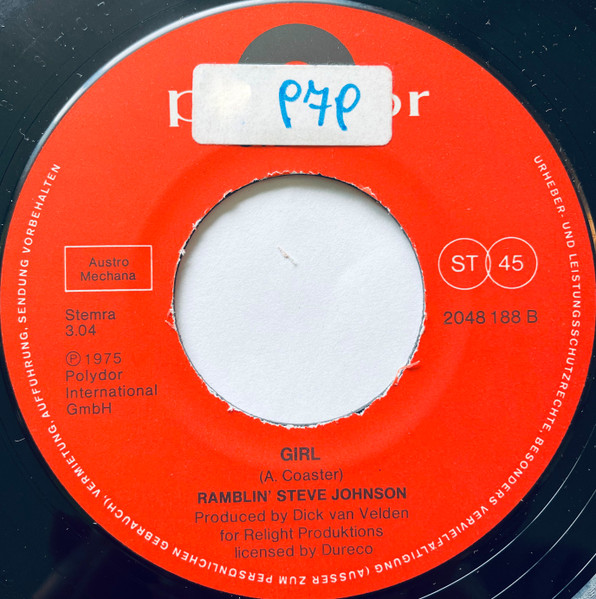 P7P
Austro
Mechana
Stemra
3.04
℗ 1975
Polydor
International
GmbH
ST 45
2048 188 B
GIRL
(A. Coaster)
RAMBLIN' STEVE JOHNSON
Produced by Dick van Velden
for Relight Produktions
licensed by Dureco
URHEBER- UND LEISTUNGSSCHUTZRECHTE, BESONDERS VERVIELFÄLTIGUNG (AUSSER ZUM PERSÖNLICHEN GEBRAUCH), VERMIETUNG, AUFFÜHRUNG, SENDUNG VORBEHALTEN